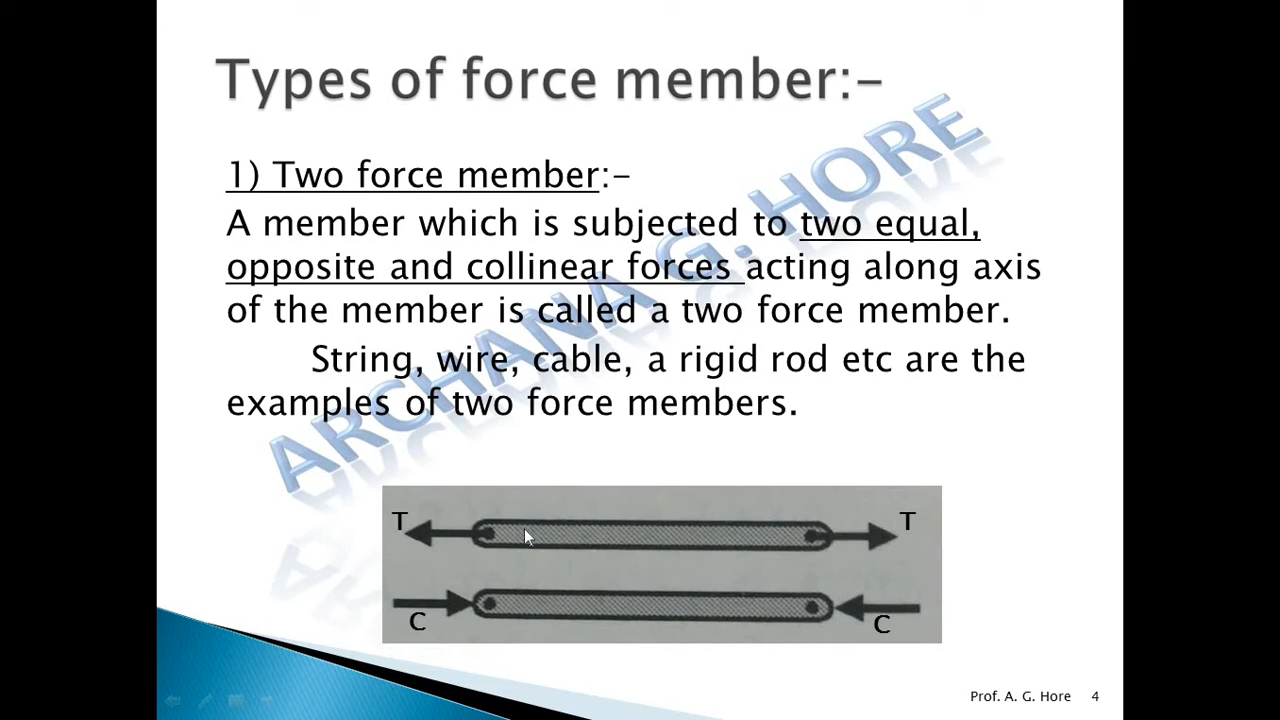 Types of force member:-
1) Two force member:-
A member which is subjected to two equal,
opposite and collinear forces acting along axis
of the member is called a two force member.
String, wire, cable, a rigid rod etc are the
examples of two force members.
ARCHANA G. HORE
T T
C C
Prof. A. G. Hore 4